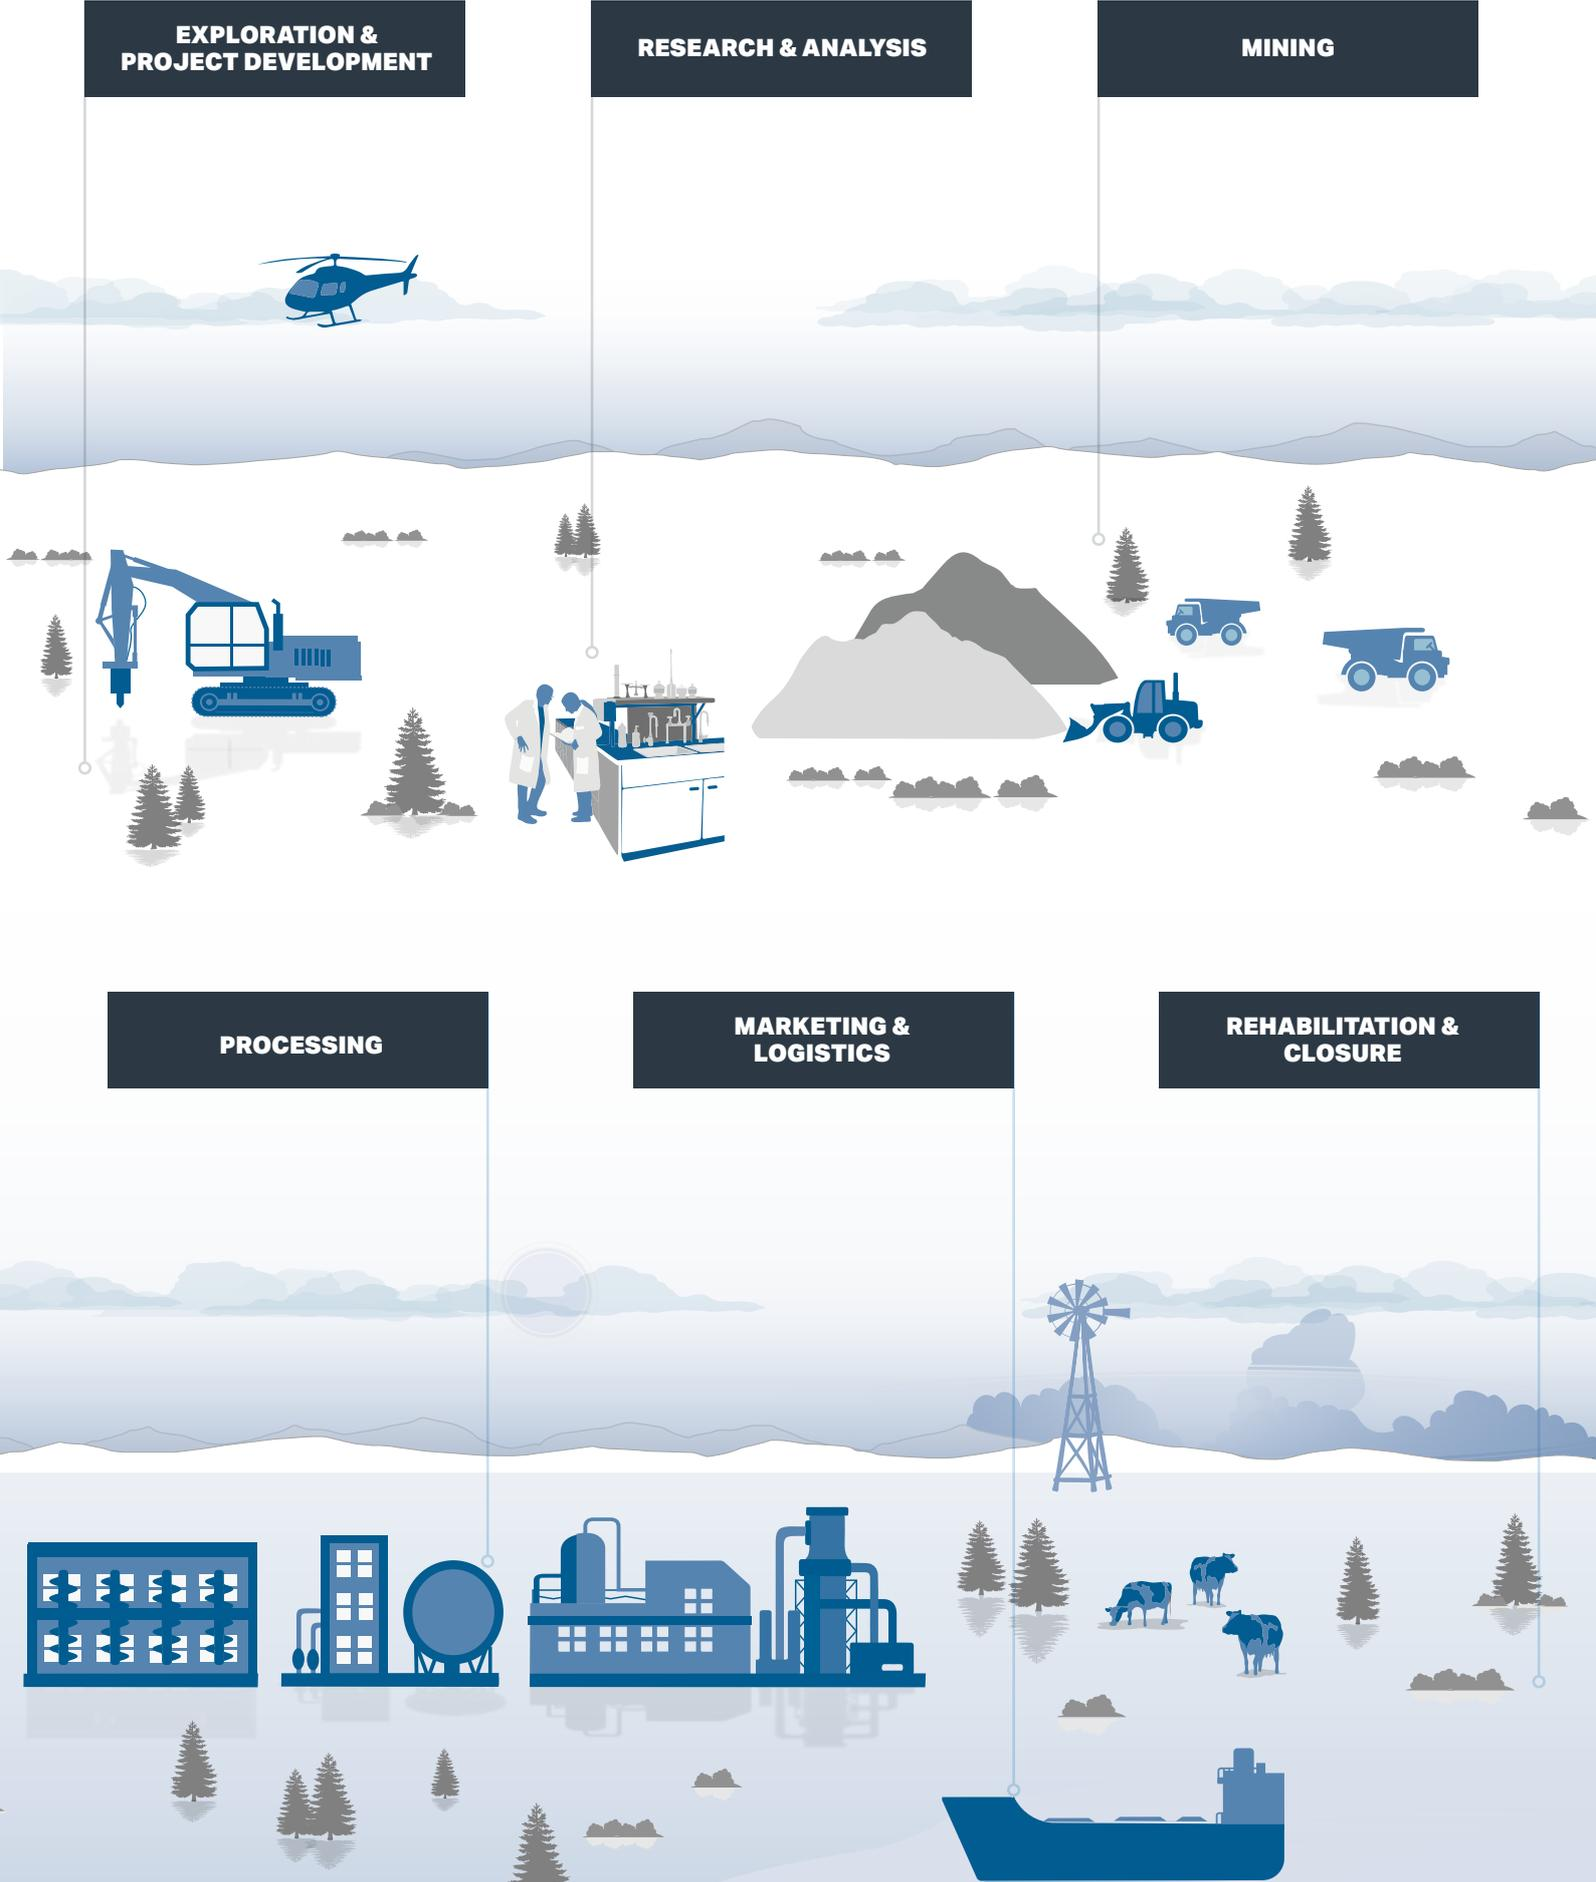 EXPLORATION &
PROJECT DEVELOPMENT
RESEARCH & ANALYSIS
MINING
PROCESSING
MARKETING &
LOGISTICS
REHABILITATION &
CLOSURE